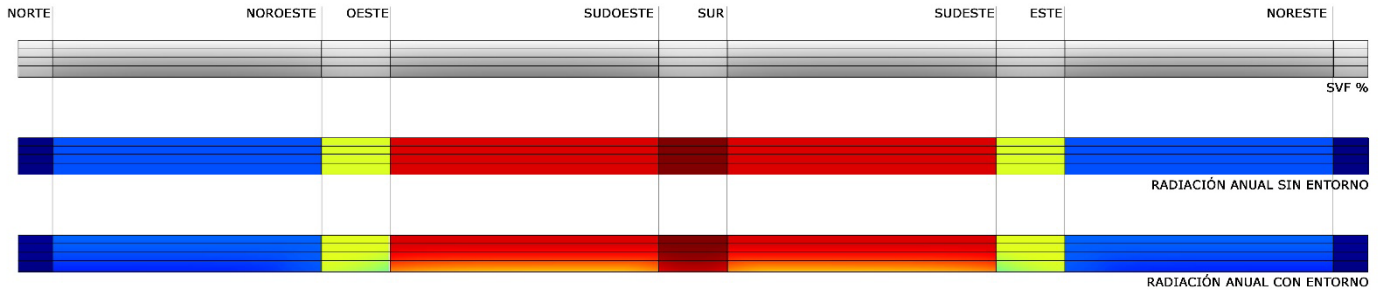 NORTE NOROESTE OESTE SUDOESTE SUR SUDESTE ESTE NORESTE
SVF %
RADIACIÓN ANUAL SIN ENTORNO
RADIACIÓN ANUAL CON ENTORNO